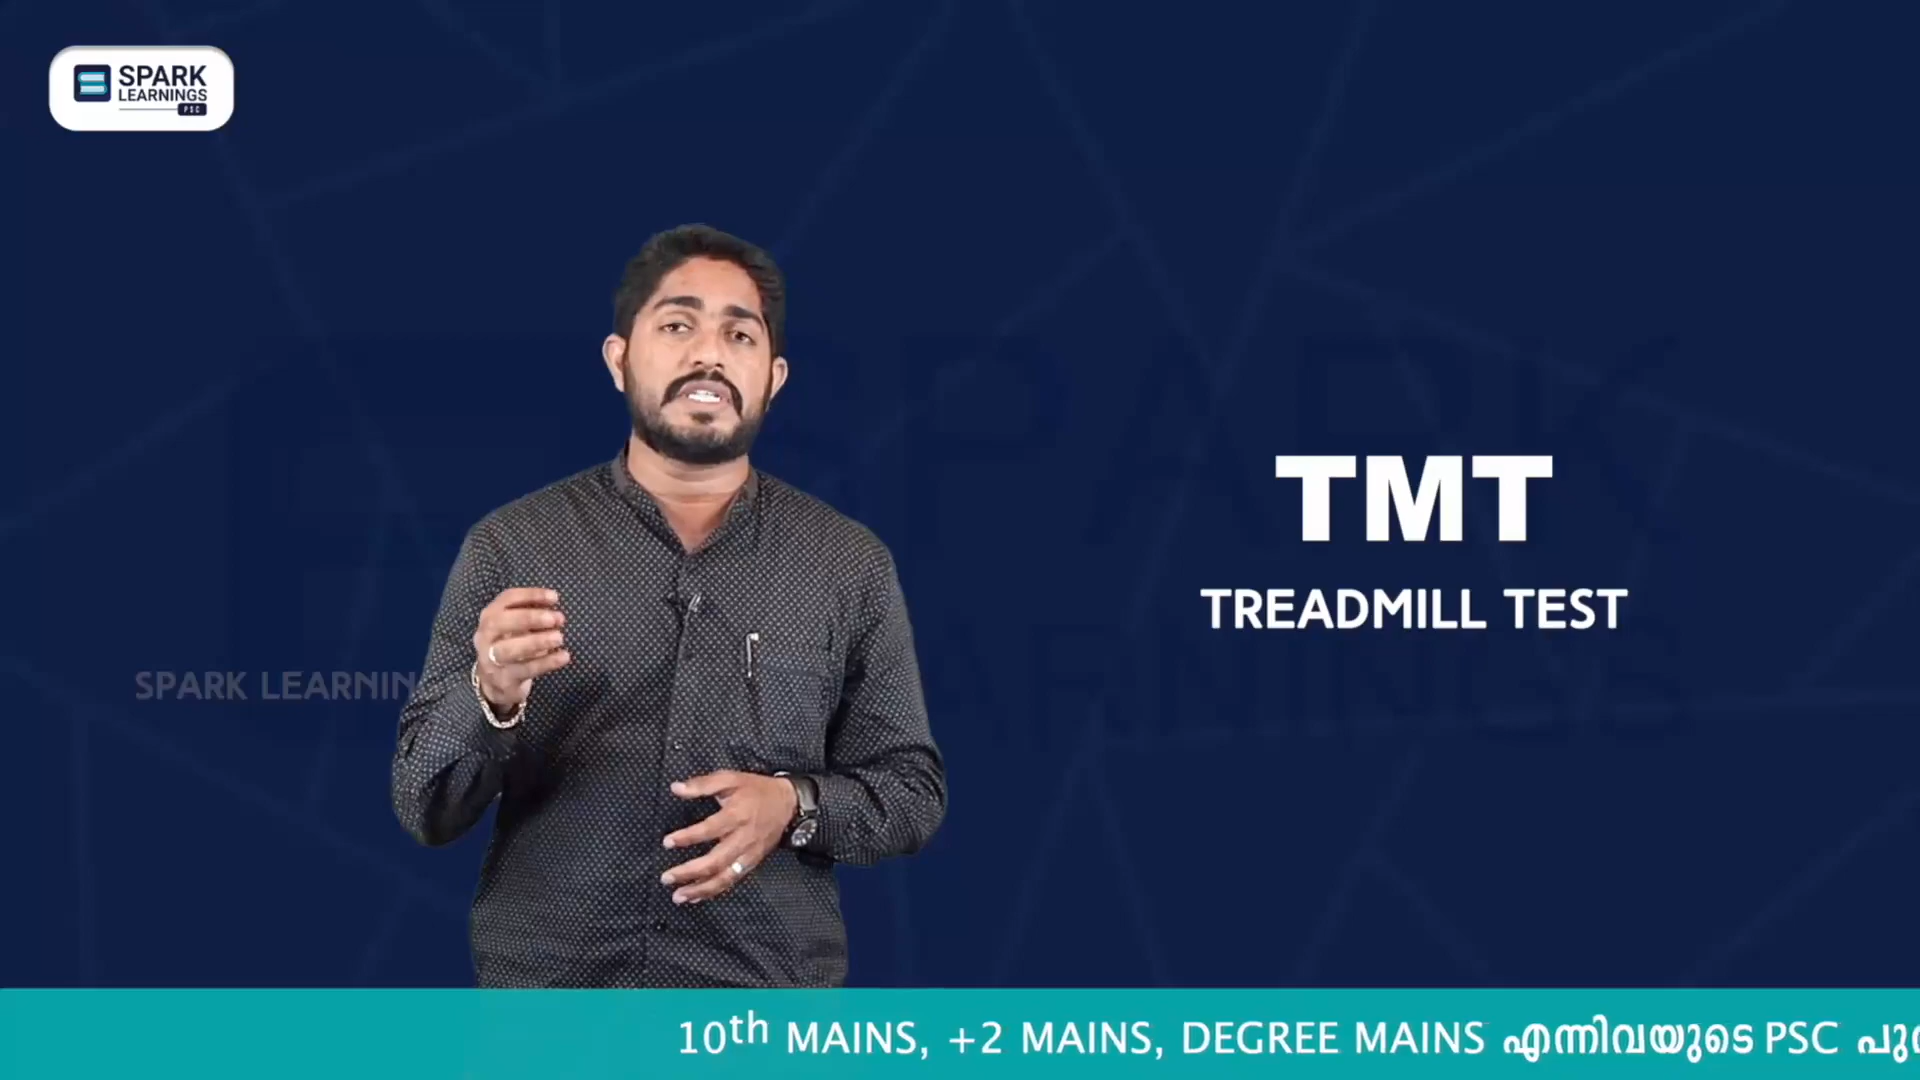 SPARK
LEARNINGS
PSC
TMT
TREADMILL TEST
SPARK LEARNIN
10th MAINS, +2 MAINS, DEGREE MAINS എന്നിവയുടെ PSC